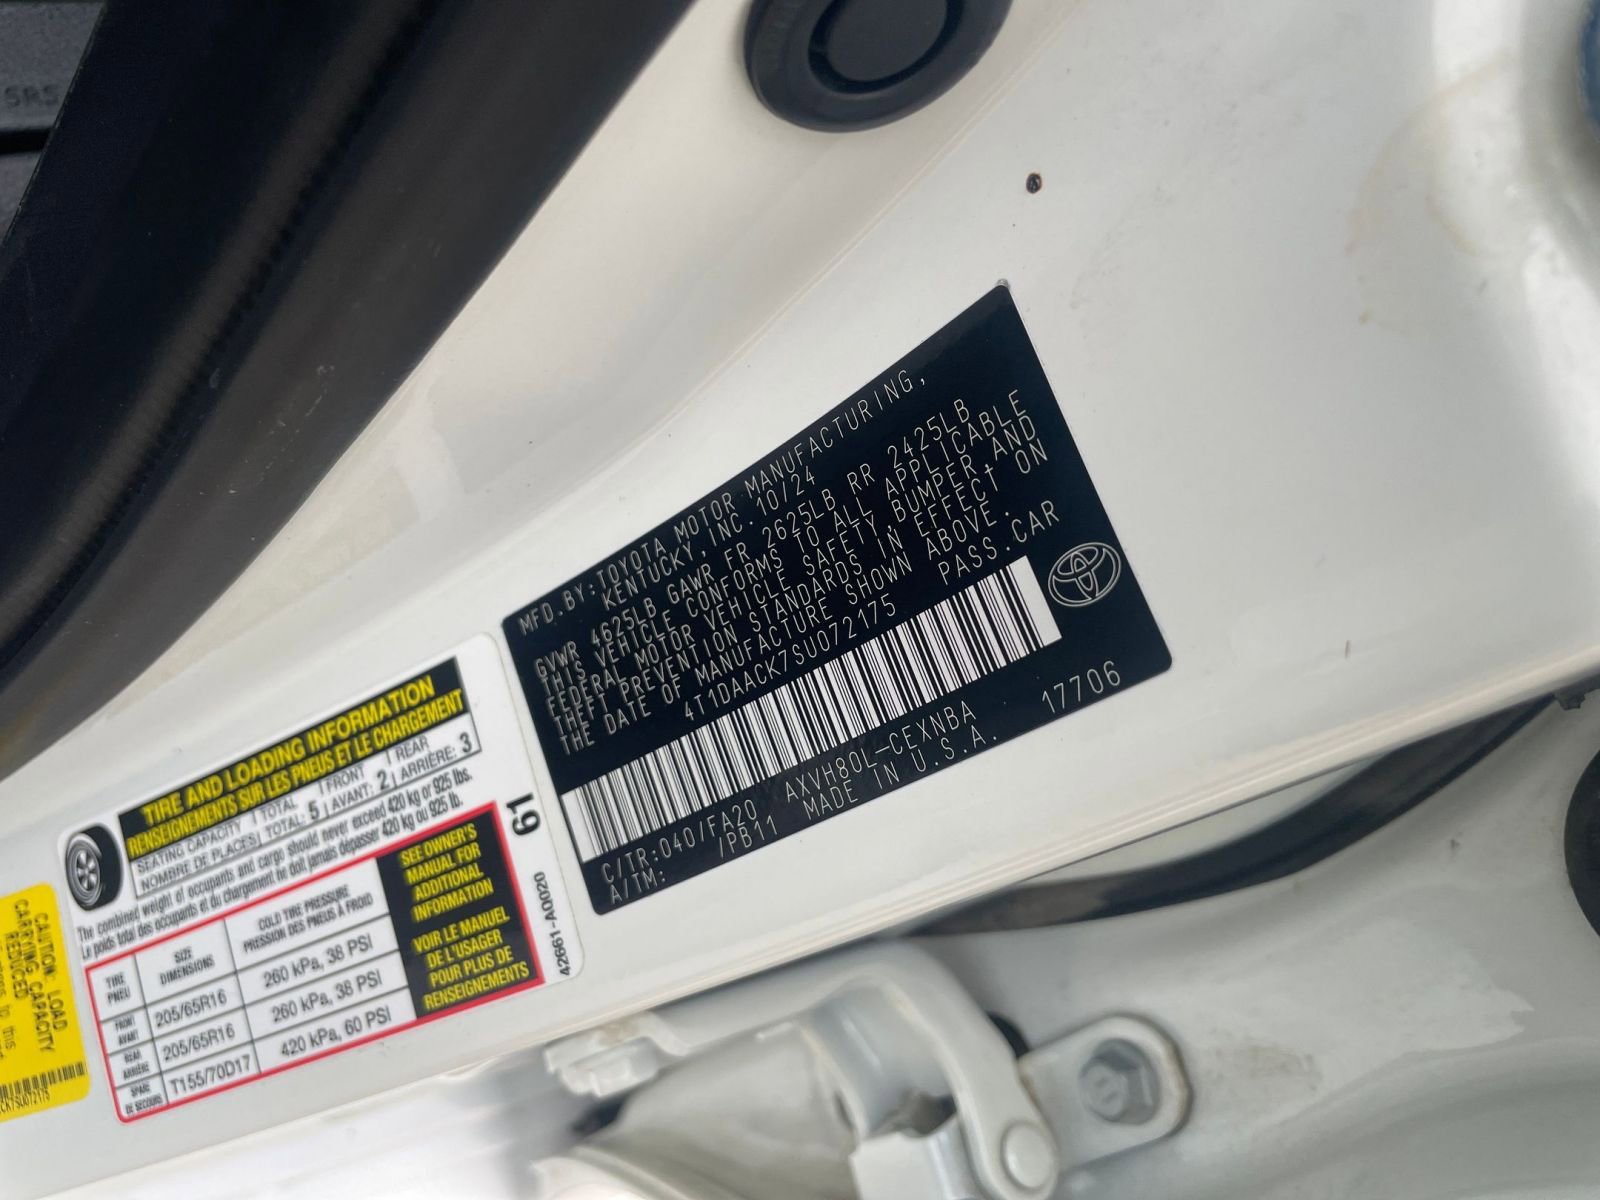 SRS
MFD.BY:TOYOTA MOTOR MANUFACTURING,
KENTUCKY,INC.10/24
GVWR 4625LB GAWR FR 2625LB RR 2425LB
THIS VEHICLE CONFORMS TO ALL APPLICABLE
FEDERAL MOTOR VEHICLE SAFETY,BUMPER,AND
THEFT PREVENTION STANDARDS IN EFFECT ON
THE DATE OF MANUFACTURE SHOWN ABOVE.
4T1DAACK7SU072175 PASS.CAR
C/TR:040/FA20 AXVH80L-CEXNBA 17706
A/TM: /PB11 MADE IN U.S.A.
TIRE AND LOADING INFORMATION
RENSEIGNEMENTS SUR LES PNEUS ET LE CHARGEMENT
SEATING CAPACITY TOTAL FRONT REAR
NOMBRE DE PLACES TOTAL: 5 AVANT: 2 ARRIÈRE: 3
The combined weight of occupants and cargo should never exceed 420 kg or 925 lbs.
Le poids total des occupants et du chargement ne doit jamais dépasser 420 kg ou 925 lb.
TIRE SIZE COLD TIRE PRESSURE
PNEU DIMENSIONS PRESSION DES PNEUS À FROID
FRONT
AVANT 205/65R16 260 kPa, 38 PSI
REAR
ARRIÈRE 205/65R16 260 kPa, 38 PSI
SPARE
DE SECOURS T155/70D17 420 kPa, 60 PSI
SEE OWNER'S
MANUAL FOR
ADDITIONAL
INFORMATION
VOIR LE MANUEL
DE L'USAGER
POUR PLUS DE
RENSEIGNEMENTS
61
42661-A0020
CAUTION, LOAD
CARRYING CAPACITY
REDUCED
to this
CK7SU072175